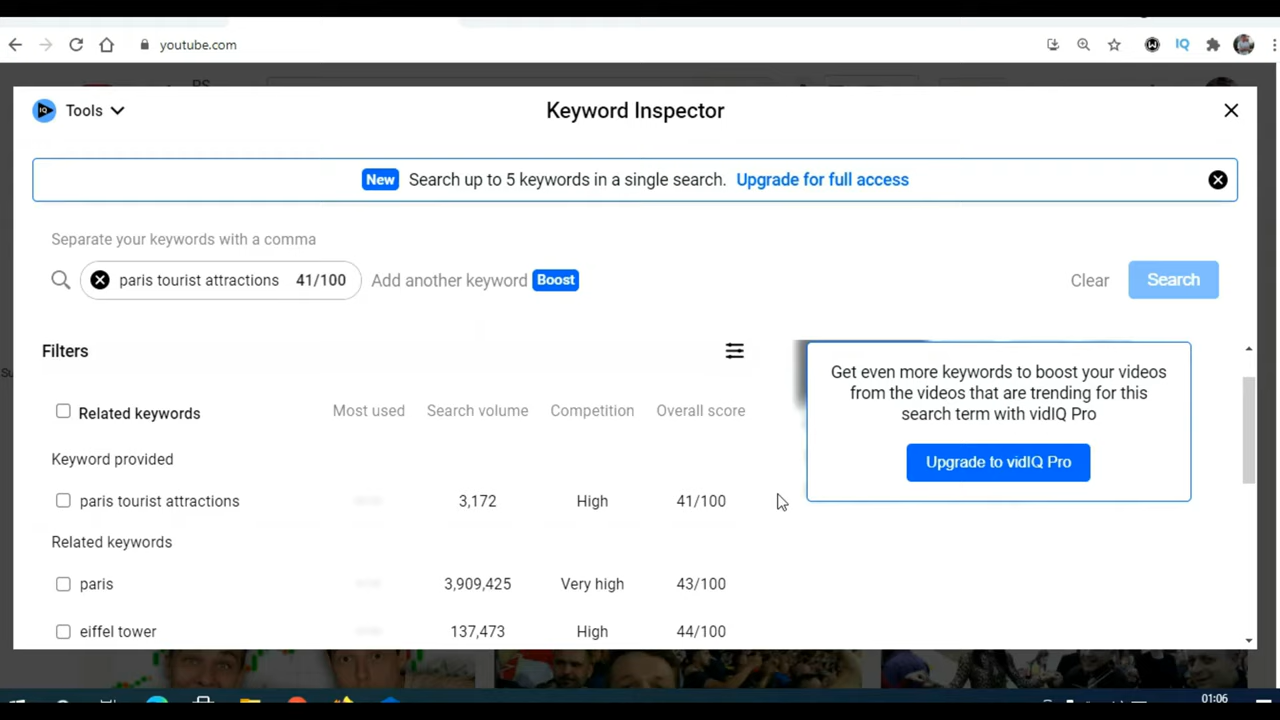 youtube.com
IQ
Tools
Keyword Inspector
New Search up to 5 keywords in a single search. Upgrade for full access
Separate your keywords with a comma
paris tourist attractions 41/100 Add another keyword Boost Clear Search
Filters
Get even more keywords to boost your videos
from the videos that are trending for this
search term with vidIQ Pro
Upgrade to vidIQ Pro
Related keywords Most used Search volume Competition Overall score
Keyword provided
paris tourist attractions 3,172 High 41/100
Related keywords
paris 3,909,425 Very high 43/100
eiffel tower 137,473 High 44/100
01:06